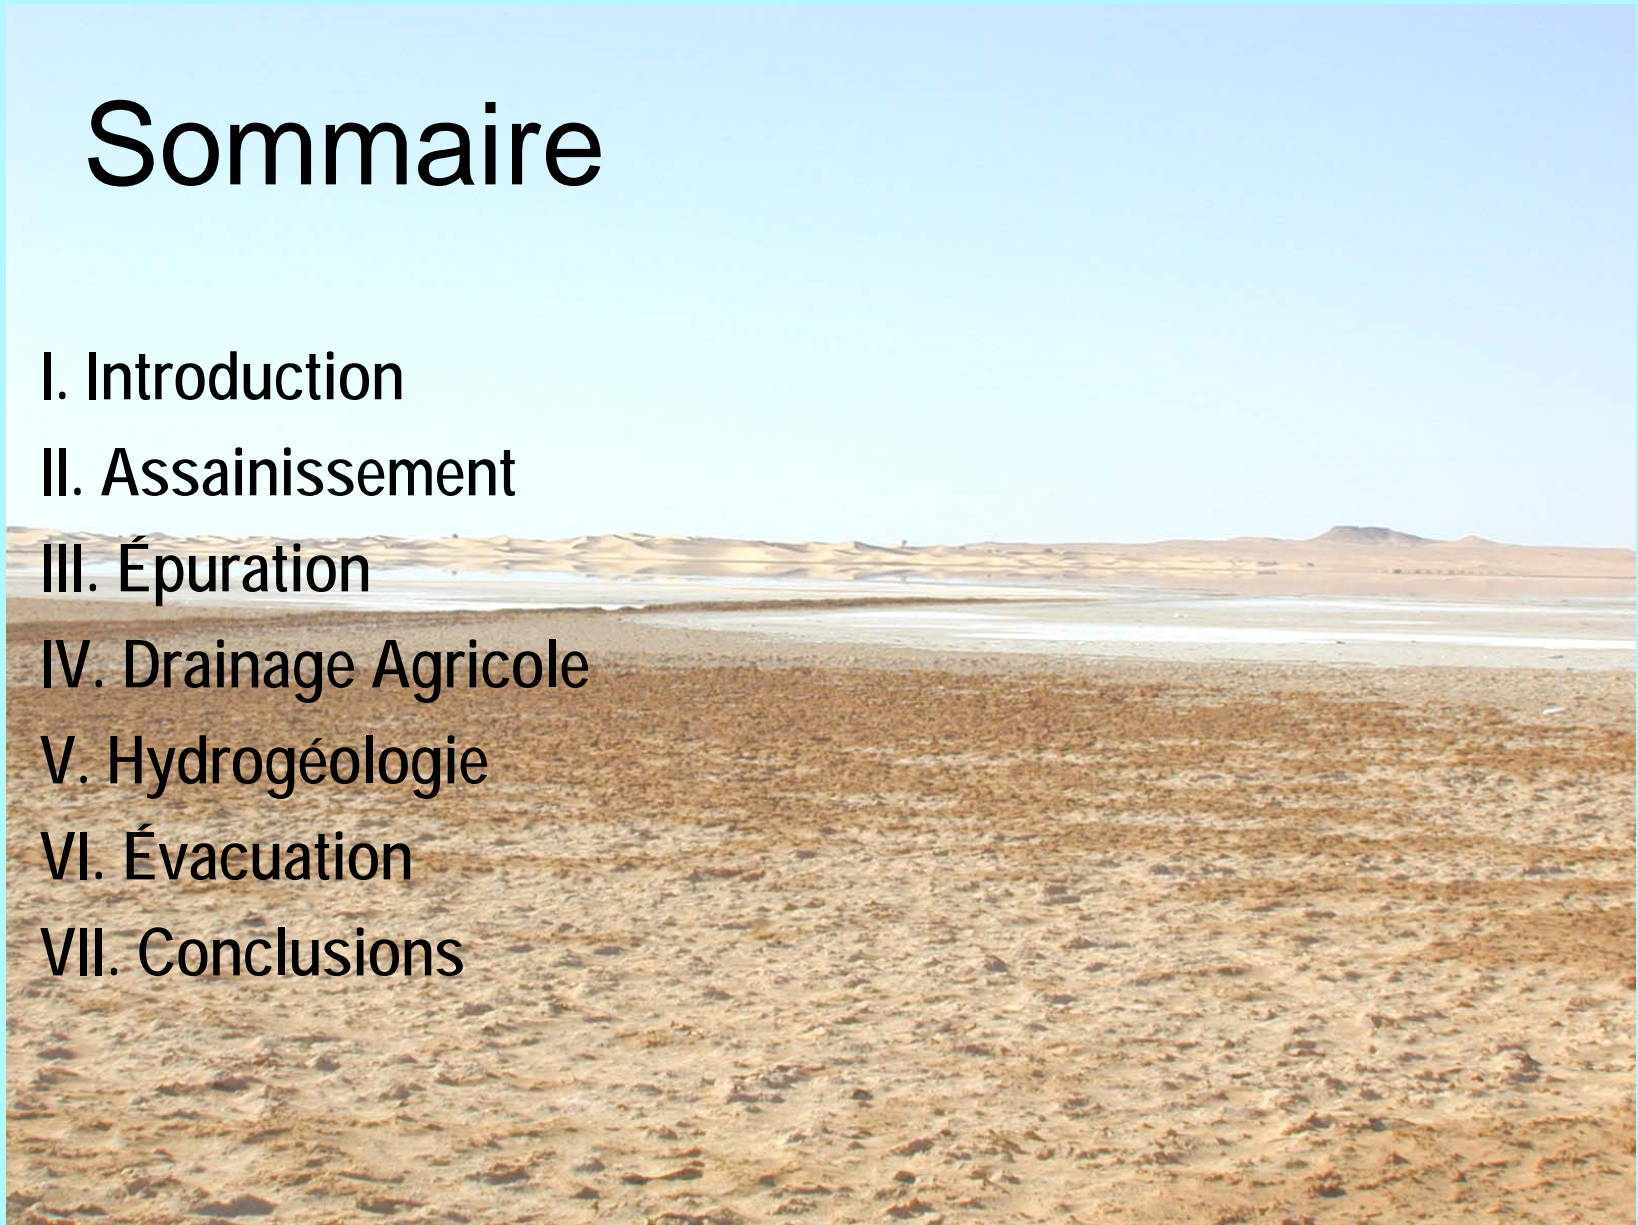 Sommaire
I. Introduction
II. Assainissement
III. Épuration
IV. Drainage Agricole
V. Hydrogéologie
VI. Évacuation
VII. Conclusions